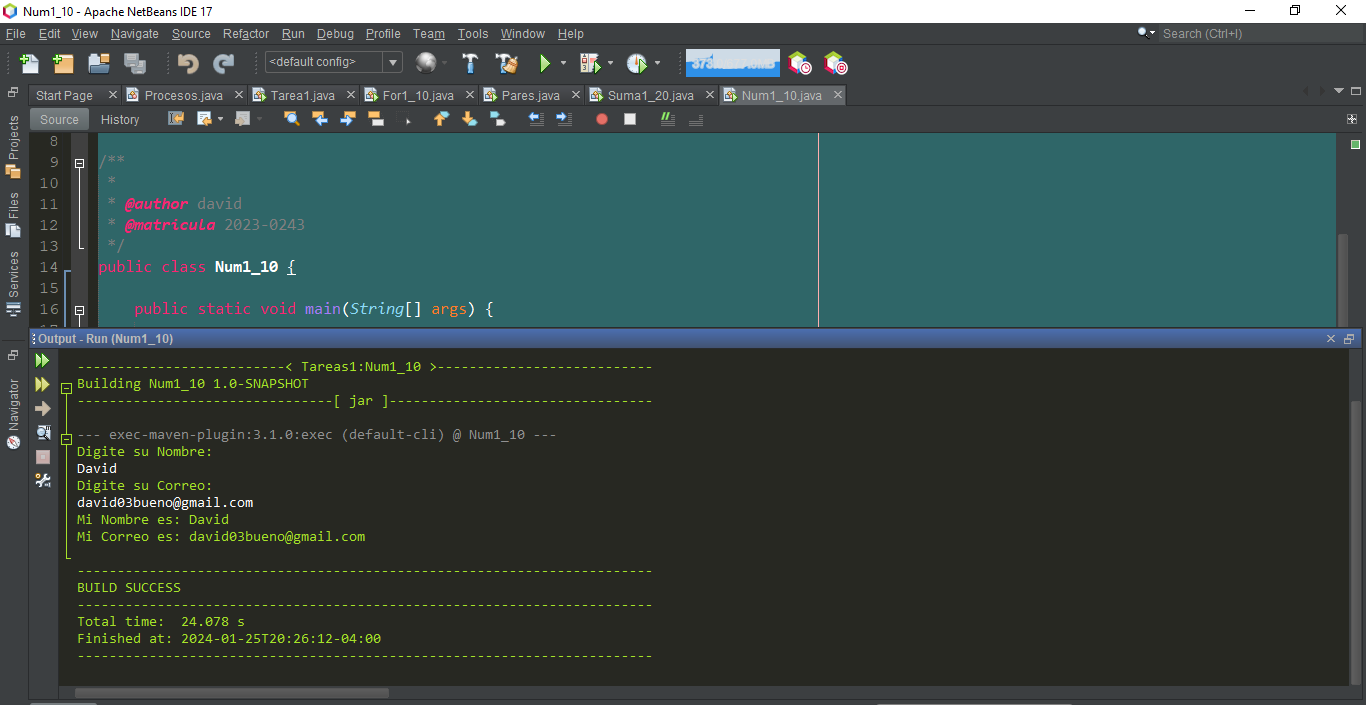 Num1_10 - Apache NetBeans IDE 17
File Edit View Navigate Source Refactor Run Debug Profile Team Tools Window Help
Search (Ctrl+I)
<default config>
Start Page Procesos.java Tarea1.java For1_10.java Pares.java Suma1_20.java Num1_10.java
Source History
Projects
Files
Services
Navigator
8
9 /**
10 *
11 * @author david
12 * @matricula 2023-0243
13 */
14 public class Num1_10 {
15
16 public static void main(String[] args) {
Output - Run (Num1_10)
--------------------------< Tareas1:Num1_10 >---------------------------
Building Num1_10 1.0-SNAPSHOT
--------------------------------[ jar ]---------------------------------
--- exec-maven-plugin:3.1.0:exec (default-cli) @ Num1_10 ---
Digite su Nombre:
David
Digite su Correo:
david03bueno@gmail.com
Mi Nombre es: David
Mi Correo es: david03bueno@gmail.com
------------------------------------------------------------------------
BUILD SUCCESS
------------------------------------------------------------------------
Total time:  24.078 s
Finished at: 2024-01-25T20:26:12-04:00
------------------------------------------------------------------------